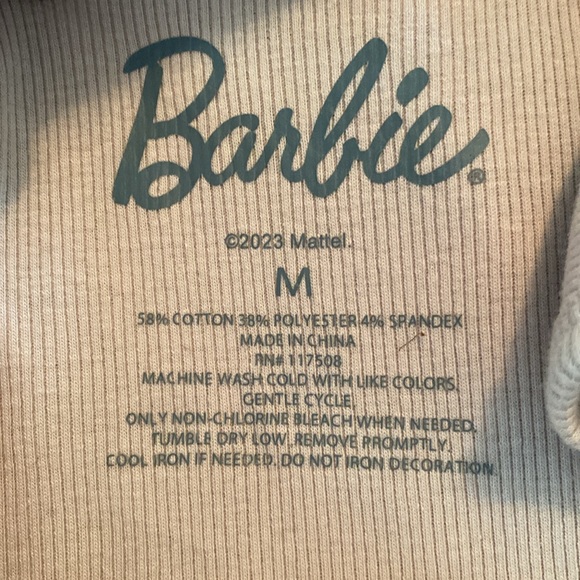 Barbie®
©2023 Mattel.
M
58% COTTON 38% POLYESTER 4% SPANDEX
MADE IN CHINA
RN# 117508
MACHINE WASH COLD WITH LIKE COLORS.
GENTLE CYCLE.
ONLY NON-CHLORINE BLEACH WHEN NEEDED.
TUMBLE DRY LOW. REMOVE PROMPTLY.
COOL IRON IF NEEDED. DO NOT IRON DECORATION.